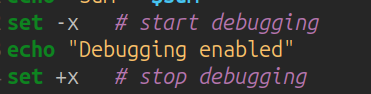 set -x   # start debugging
echo "Debugging enabled"
set +x   # stop debugging